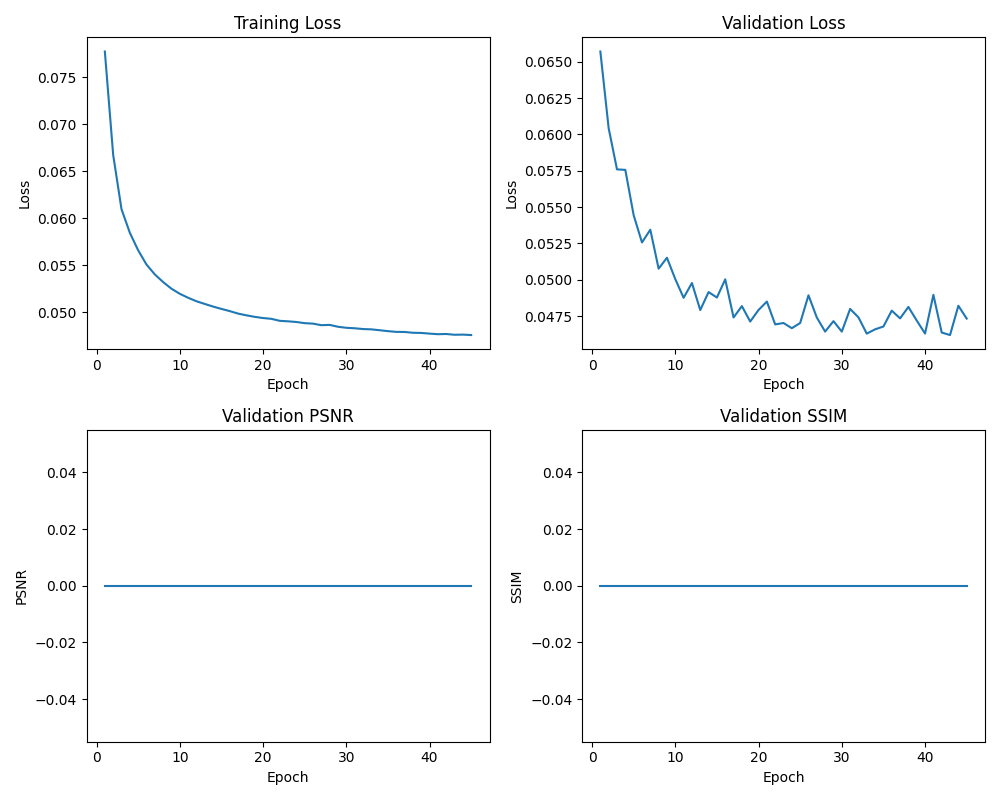 Training Loss
Validation Loss
0.075
0.070
0.065
0.060
0.055
0.050
Loss
0 10 20 30 40
Epoch
0.0650
0.0625
0.0600
0.0575
0.0550
0.0525
0.0500
0.0475
Loss
0 10 20 30 40
Epoch
Validation PSNR
Validation SSIM
0.04
0.02
0.00
−0.02
−0.04
PSNR
0 10 20 30 40
Epoch
0.04
0.02
0.00
−0.02
−0.04
SSIM
0 10 20 30 40
Epoch